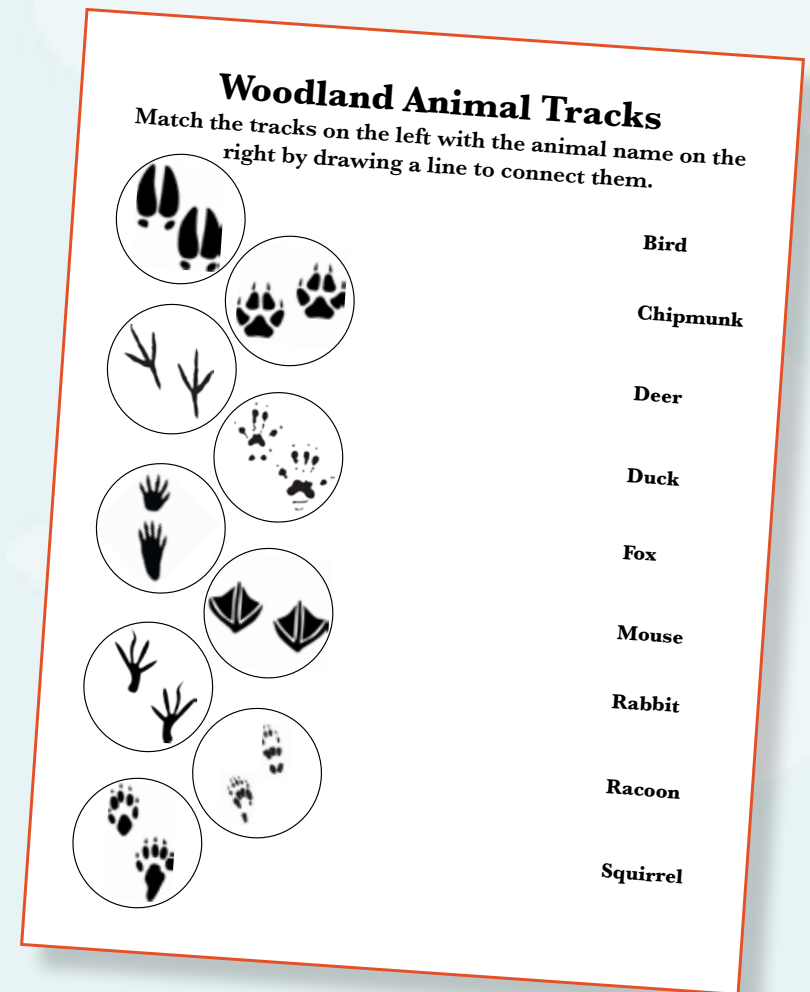 Woodland Animal Tracks
Match the tracks on the left with the animal name on the
right by drawing a line to connect them.
Bird
Chipmunk
Deer
Duck
Fox
Mouse
Rabbit
Racoon
Squirrel